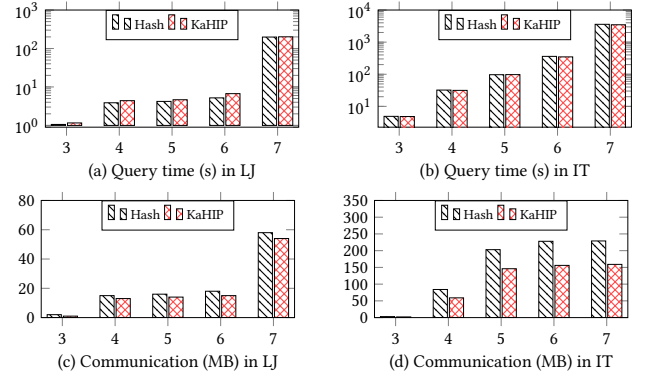 10^3
10^2
10^1
10^0
Hash KaHIP
3 4 5 6 7
(a) Query time (s) in LJ
10^4
10^3
10^2
10^1
Hash KaHIP
3 4 5 6 7
(b) Query time (s) in IT
80
60
40
20
0
Hash KaHIP
3 4 5 6 7
(c) Communication (MB) in LJ
350
300
250
200
150
100
50
0
Hash KaHIP
3 4 5 6 7
(d) Communication (MB) in IT